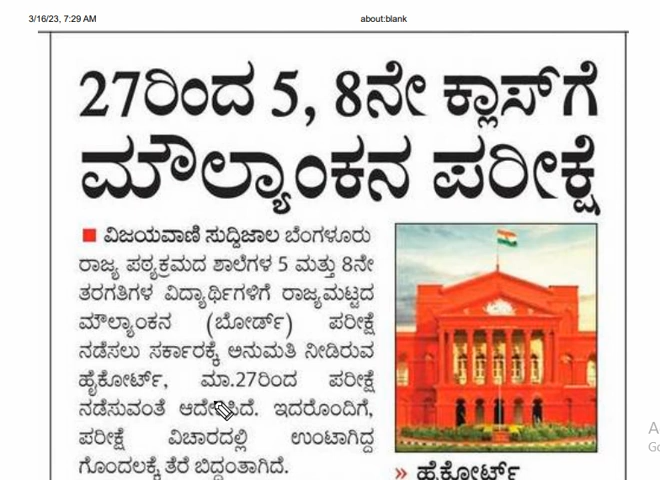 3/16/23, 7:29 AM
about:blank
27ರಿಂದ 5, 8ನೇ ಕ್ಲಾಸ್‌ಗೆ
ಮೌಲ್ಯಾಂಕನ ಪರೀಕ್ಷೆ
■ ವಿಜಯವಾಣಿ ಸುದ್ದಿಜಾಲ ಬೆಂಗಳೂರು
ರಾಜ್ಯ ಪಠ್ಯಕ್ರಮದ ಶಾಲೆಗಳ 5 ಮತ್ತು 8ನೇ
ತರಗತಿಗಳ ವಿದ್ಯಾರ್ಥಿಗಳಿಗೆ ರಾಜ್ಯಮಟ್ಟದ
ಮೌಲ್ಯಾಂಕನ (ಬೋರ್ಡ್) ಪರೀಕ್ಷೆ
ನಡೆಸಲು ಸರ್ಕಾರಕ್ಕೆ ಅನುಮತಿ ನೀಡಿರುವ
ಹೈಕೋರ್ಟ್, ಮಾ.27ರಿಂದ ಪರೀಕ್ಷೆ
ನಡೆಸುವಂತೆ ಇದರೊಂದಿಗೆ,
ಪರೀಕ್ಷೆ ವಿಚಾರದಲ್ಲಿ ಉಂಟಾಗಿದ್ದ
ಗೊಂದಲಕ್ಕೆ ತೆರೆ ಬಿದ್ದಂತಾಗಿದೆ.
» ಹೈಕೋರ್ಟ್